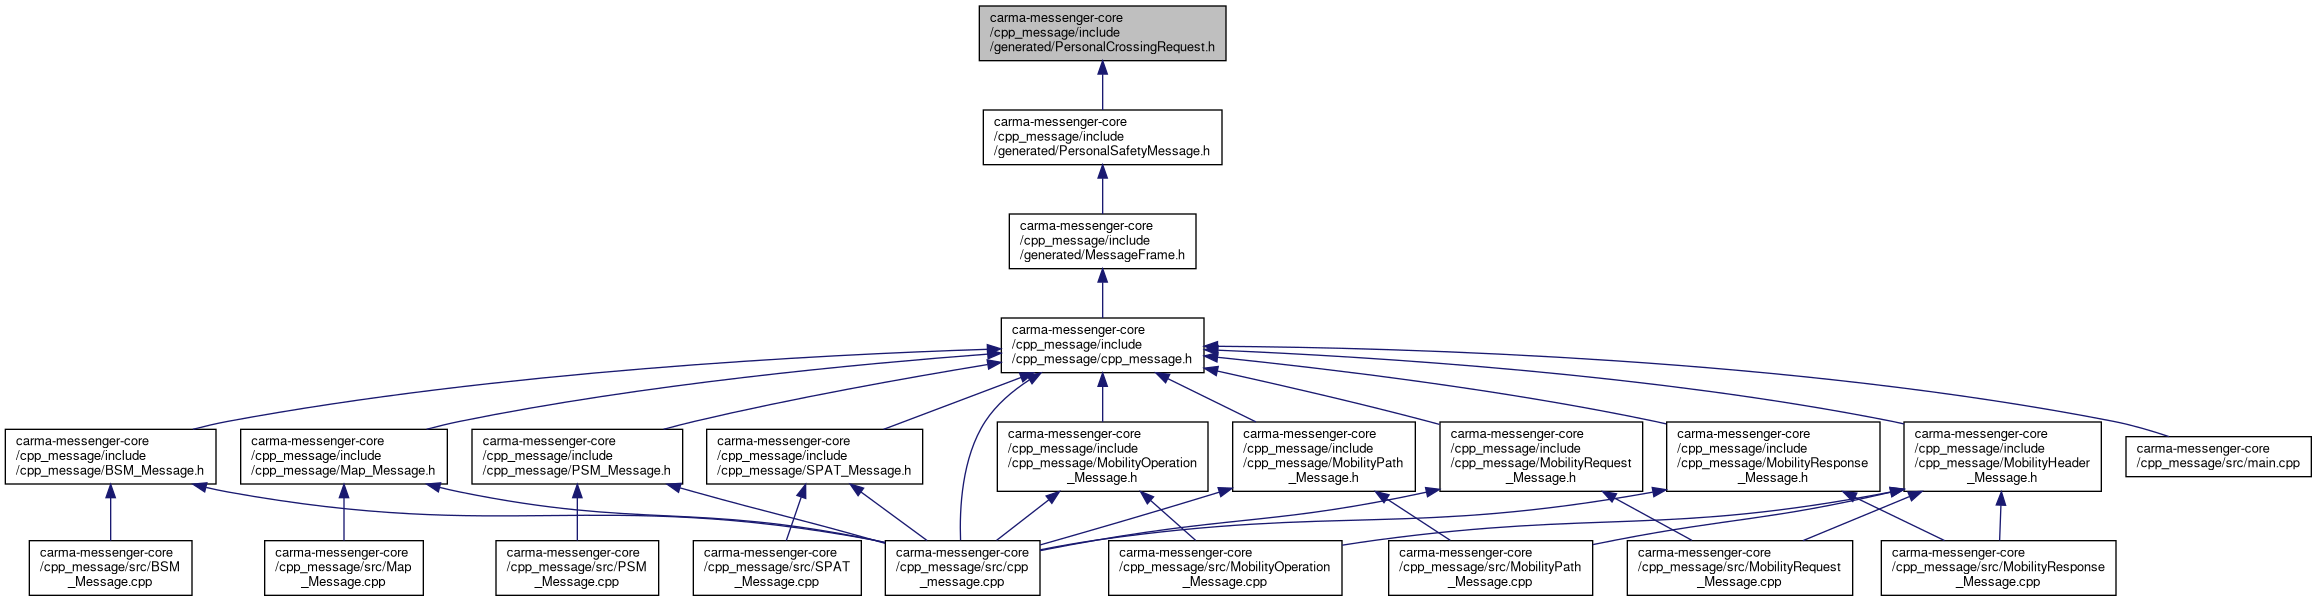 carma-messenger-core
/cpp_message/include
/generated/PersonalCrossingRequest.h
carma-messenger-core
/cpp_message/include
/generated/PersonalSafetyMessage.h
carma-messenger-core
/cpp_message/include
/generated/MessageFrame.h
carma-messenger-core
/cpp_message/include
/cpp_message/cpp_message.h
carma-messenger-core
/cpp_message/include
/cpp_message/BSM_Message.h
carma-messenger-core
/cpp_message/include
/cpp_message/Map_Message.h
carma-messenger-core
/cpp_message/include
/cpp_message/PSM_Message.h
carma-messenger-core
/cpp_message/include
/cpp_message/SPAT_Message.h
carma-messenger-core
/cpp_message/include
/cpp_message/MobilityOperation
_Message.h
carma-messenger-core
/cpp_message/include
/cpp_message/MobilityPath
_Message.h
carma-messenger-core
/cpp_message/include
/cpp_message/MobilityRequest
_Message.h
carma-messenger-core
/cpp_message/include
/cpp_message/MobilityResponse
_Message.h
carma-messenger-core
/cpp_message/include
/cpp_message/MobilityHeader
_Message.h
carma-messenger-core
/cpp_message/src/main.cpp
carma-messenger-core
/cpp_message/src/BSM
_Message.cpp
carma-messenger-core
/cpp_message/src/Map
_Message.cpp
carma-messenger-core
/cpp_message/src/PSM
_Message.cpp
carma-messenger-core
/cpp_message/src/SPAT
_Message.cpp
carma-messenger-core
/cpp_message/src/cpp
_message.cpp
carma-messenger-core
/cpp_message/src/MobilityOperation
_Message.cpp
carma-messenger-core
/cpp_message/src/MobilityPath
_Message.cpp
carma-messenger-core
/cpp_message/src/MobilityRequest
_Message.cpp
carma-messenger-core
/cpp_message/src/MobilityResponse
_Message.cpp